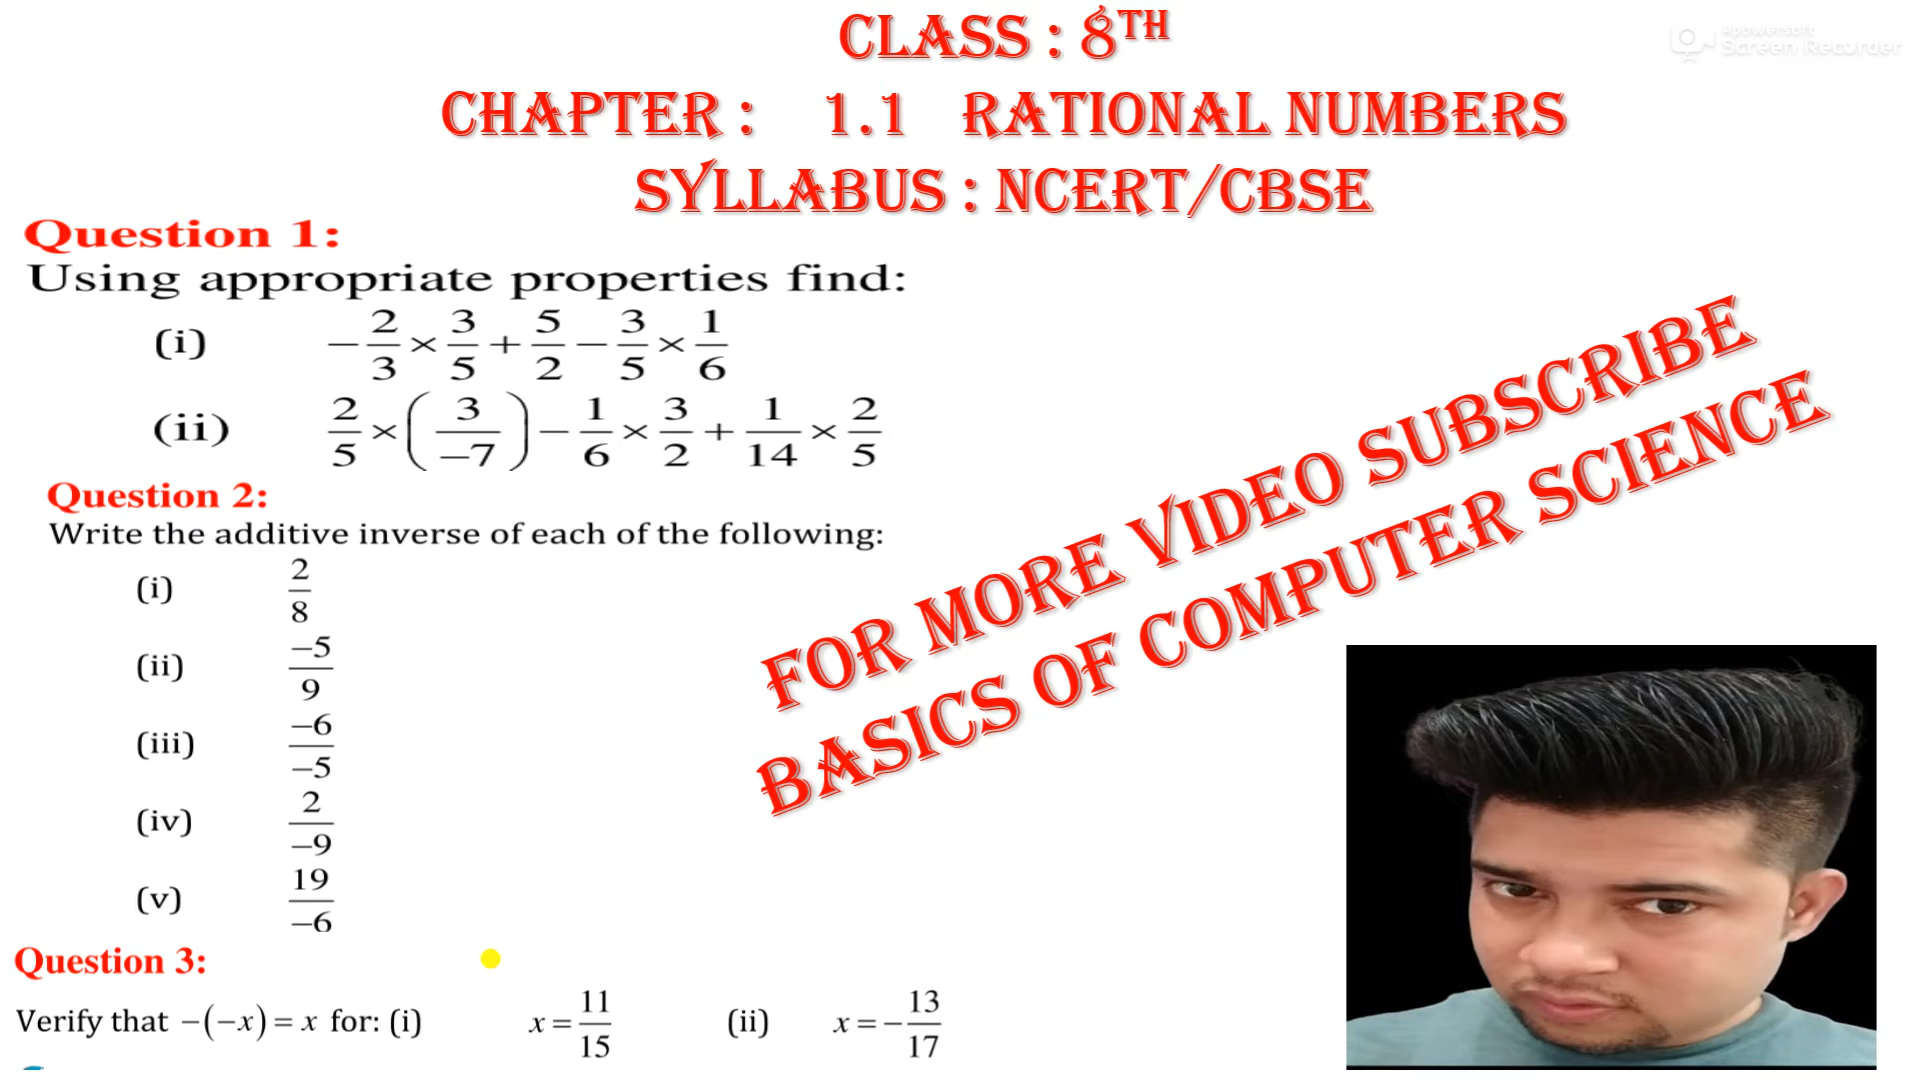 Apowersoft
Screen Recorder
CLASS : 8TH
CHAPTER : 1.1 RATIONAL NUMBERS
SYLLABUS : NCERT/CBSE
Question 1:
Using appropriate properties find:
(i) −2/3 × 3/5 + 5/2 − 3/5 × 1/6
(ii) 2/5 × (3/−7) − 1/6 × 3/2 + 1/14 × 2/5
Question 2:
Write the additive inverse of each of the following:
(i) 2/8
(ii) −5/9
(iii) −6/−5
(iv) 2/−9
(v) 19/−6
Question 3:
Verify that −(−x) = x for: (i) x = 11/15 (ii) x = −13/17
FOR MORE VIDEO SUBSCRIBE
BASICS OF COMPUTER SCIENCE